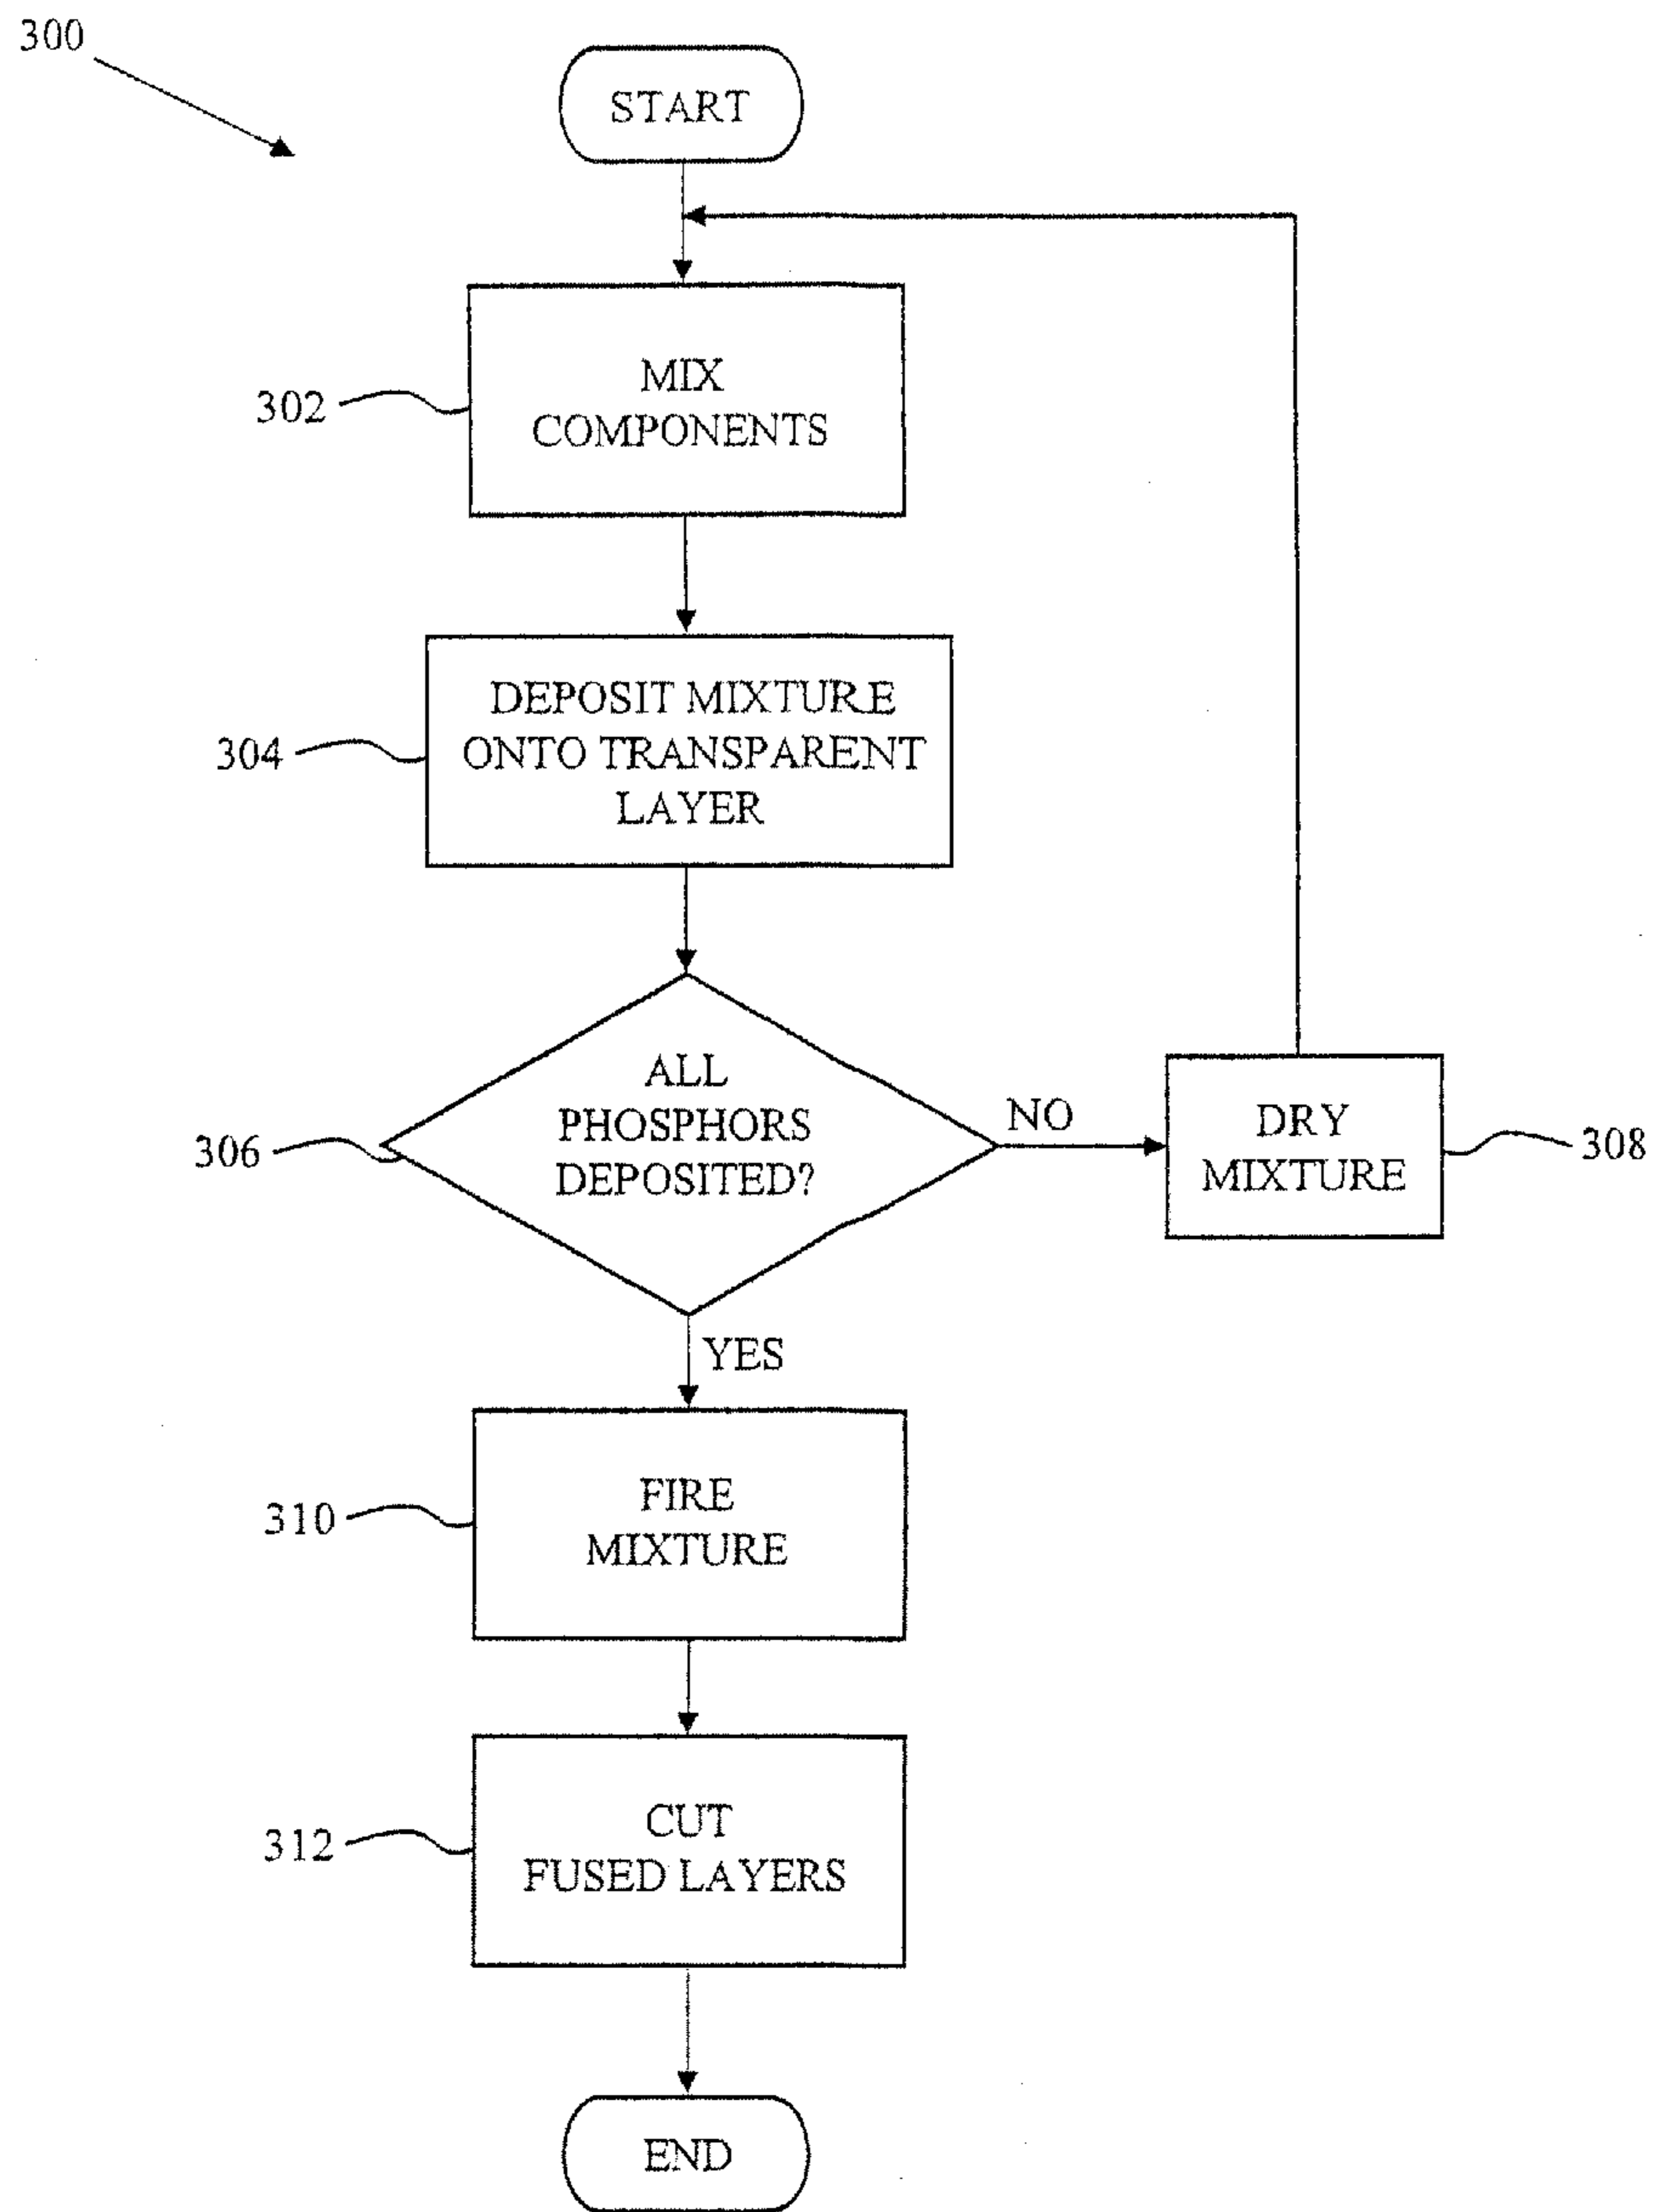 300
START
302
MIX
COMPONENTS
304
DEPOSIT MIXTURE
ONTO TRANSPARENT
LAYER
306
ALL
PHOSPHORS
DEPOSITED?
NO
DRY
MIXTURE
308
YES
310
FIRE
MIXTURE
312
CUT
FUSED LAYERS
END